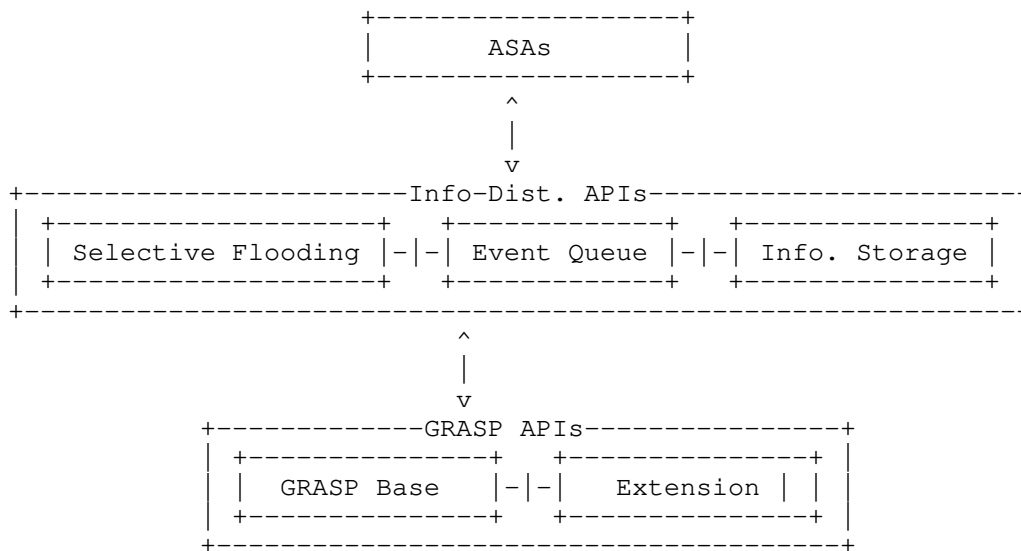 ASAs
Info-Dist. APIs
Selective Flooding Event Queue Info. Storage
GRASP APIs
GRASP Base Extension